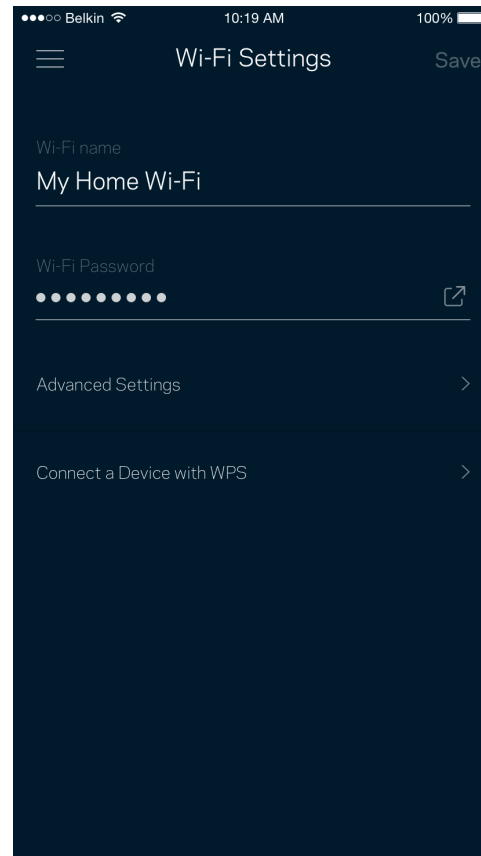 Belkin 10:19 AM 100%
Wi-Fi Settings Save
Wi-Fi name
My Home Wi-Fi
Wi-Fi Password
●●●●●●●●●
Advanced Settings
Connect a Device with WPS